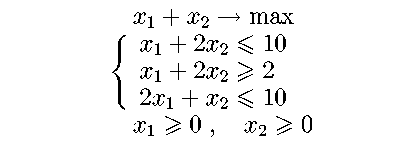 x₁ + x₂ → max
x₁ + 2x₂ ⩽ 10
x₁ + 2x₂ ⩾ 2
2x₁ + x₂ ⩽ 10
x₁ ⩾ 0 , x₂ ⩾ 0